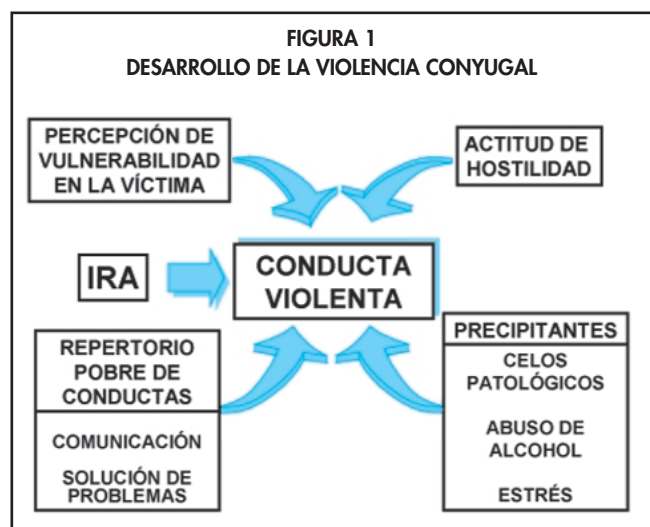 FIGURA 1
DESARROLLO DE LA VIOLENCIA CONYUGAL
PERCEPCIÓN DE
VULNERABILIDAD
EN LA VÍCTIMA
ACTITUD DE
HOSTILIDAD
IRA
CONDUCTA
VIOLENTA
REPERTORIO
POBRE DE
CONDUCTAS
COMUNICACIÓN
SOLUCIÓN DE
PROBLEMAS
PRECIPITANTES
CELOS
PATOLÓGICOS
ABUSO DE
ALCOHOL
ESTRÉS